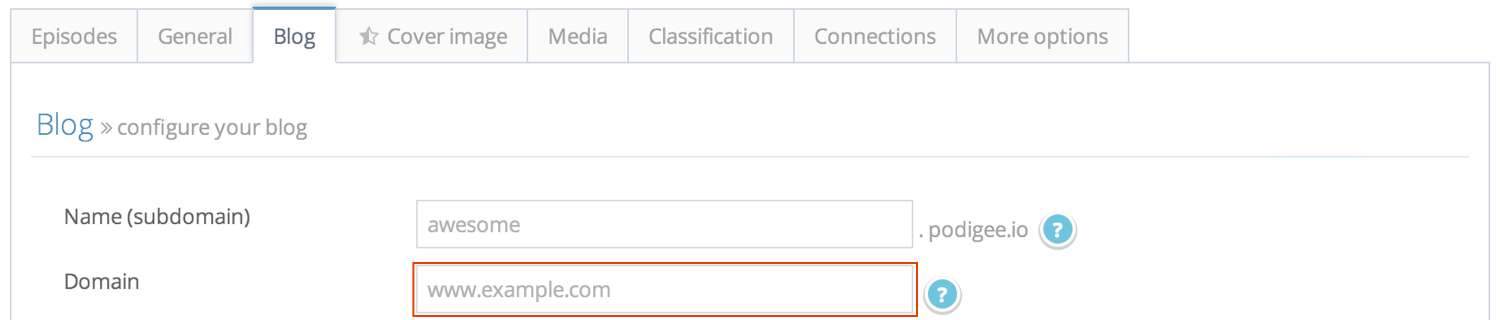 Episodes General Blog Cover image Media Classification Connections More options
Blog » configure your blog
Name (subdomain) awesome . podigee.io ?
Domain www.example.com ?